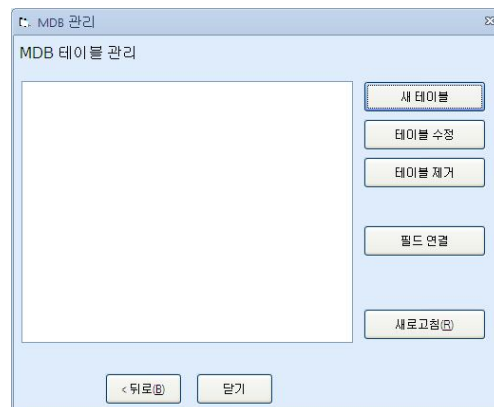 MDB 관리
MDB 테이블 관리
새 테이블
테이블 수정
테이블 제거
필드 연결
새로고침(R)
< 뒤로(B)
닫기